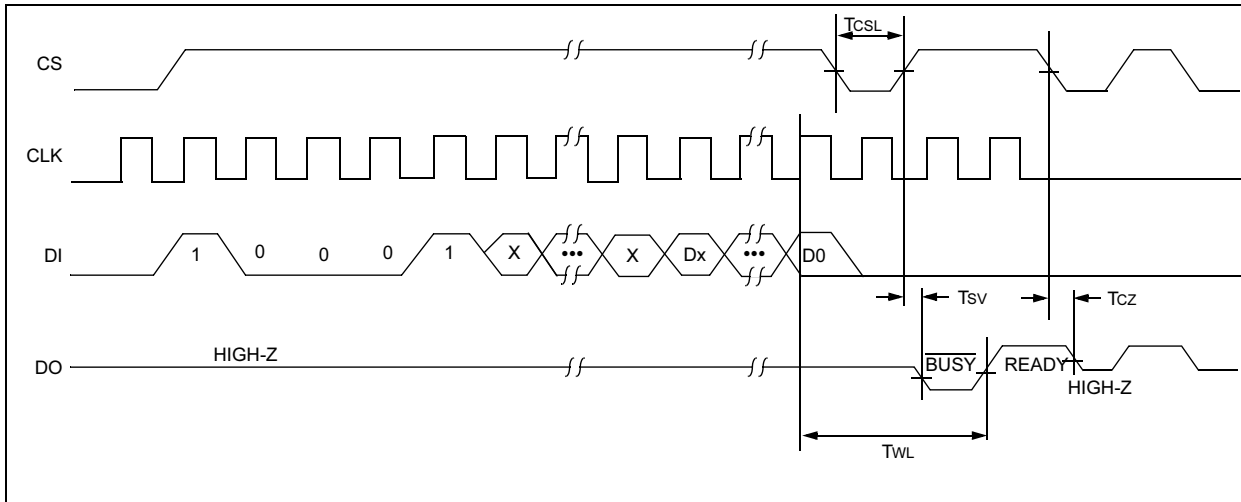 TCSL
CS
CLK
DI
1 0 0 0 1 X ••• X Dx ••• D0
TSV
TCZ
HIGH-Z
DO
BUSY
READY
HIGH-Z
TWL